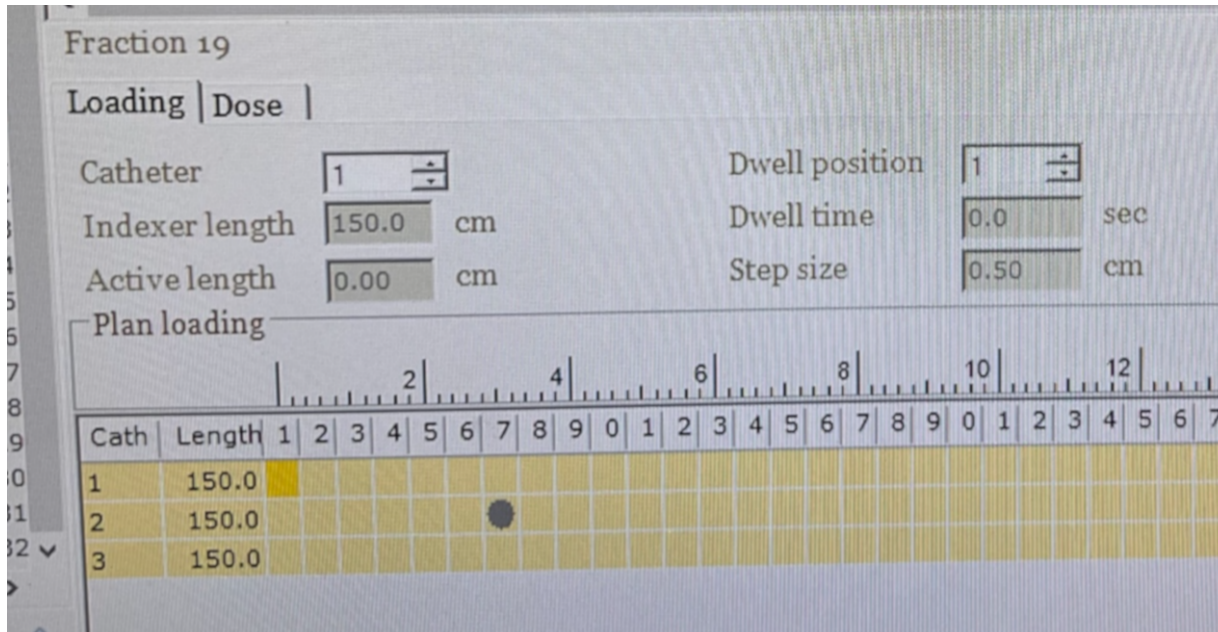 Fraction 19
Loading Dose
Catheter 1 Dwell position 1
Indexer length 150.0 cm Dwell time 0.0 sec
Active length 0.00 cm Step size 0.50 cm
Plan loading
2 4 6 8 10 12
Cath Length 1 2 3 4 5 6 7 8 9 0 1 2 3 4 5 6 7 8 9 0 1 2 3 4 5 6 7
1 150.0
2 150.0
3 150.0